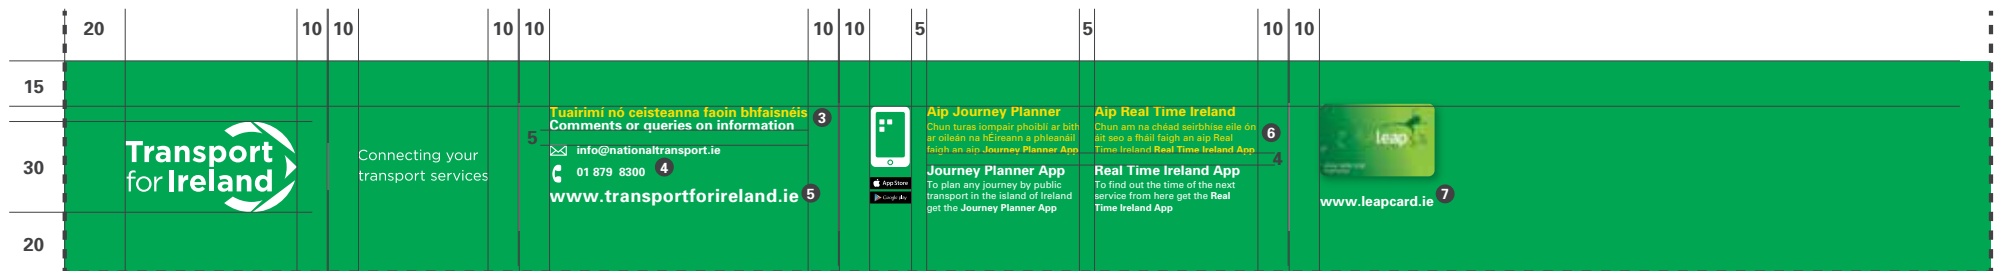 20 10 10 10 10 10 10 5 5 10 10
15
30
20
Transport
for Ireland
Connecting your
transport services
Tuairimí nó ceisteanna faoin bhfaisnéis
Comments or queries on information
3
5
info@nationaltransport.ie
01 879 8300
4
www.transportforireland.ie
5
App Store
Google play
Aip Journey Planner
Chun turas iompair phoiblí ar bith
ar oileán na hÉireann a phleanáil
faigh an aip Journey Planner App
Journey Planner App
To plan any journey by public
transport in the island of Ireland
get the Journey Planner App
Aip Real Time Ireland
Chun am na chéad seirbhíse eile ón
áit seo a fháil faigh an aip Real
Time Ireland Real Time Ireland App
6
4
Real Time Ireland App
To find out the time of the next
service from here get the Real
Time Ireland App
leap
www.leapcard.ie
7